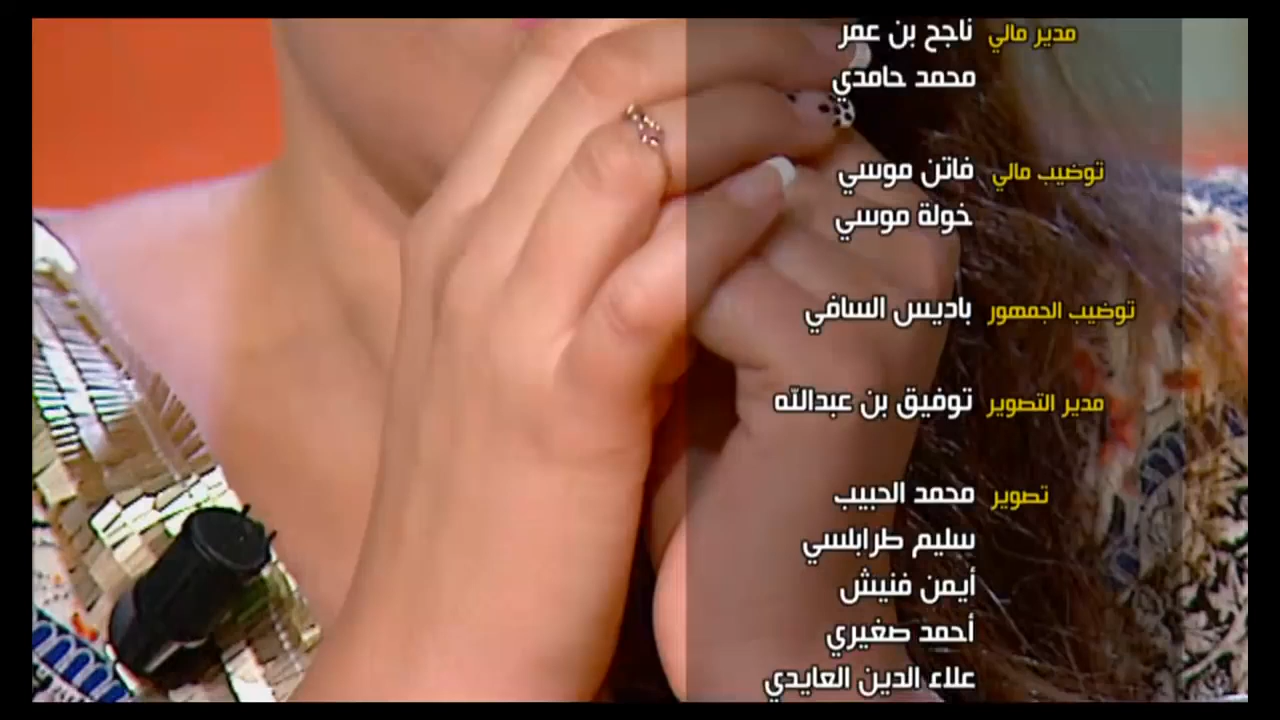 مدير مالي ناجح بن عمر
محمد حامدي
توضيب مالي فاتن موسي
خولة موسي
توضيب الجمهور باديس السافي
مدير التصوير توفيق بن عبدالله
تصوير محمد الحبيب
سليم طرابلسي
أيمن فنيش
أحمد صغيري
علاء الدين العايدي